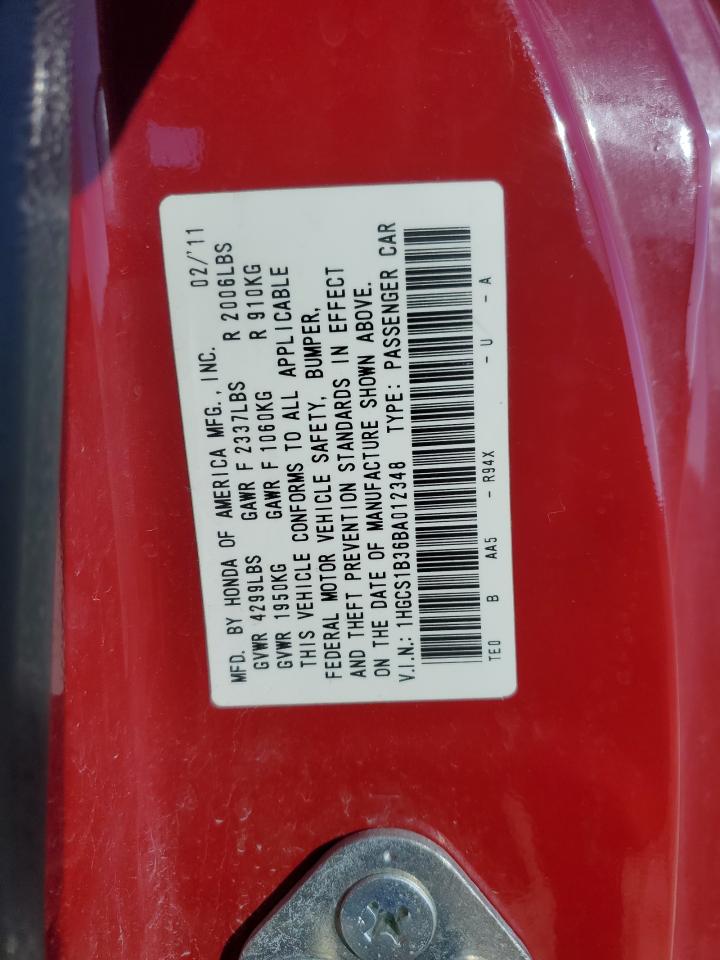 MFD. BY HONDA OF AMERICA MFG., INC. 02/'11
GVWR 4299LBS GAWR F 2337LBS R 2006LBS
GVWR 1950KG GAWR F 1060KG R 910KG
THIS VEHICLE CONFORMS TO ALL APPLICABLE
FEDERAL MOTOR VEHICLE SAFETY, BUMPER,
AND THEFT PREVENTION STANDARDS IN EFFECT
ON THE DATE OF MANUFACTURE SHOWN ABOVE.
V.I.N.: 1HGCS1B36BA012348 TYPE: PASSENGER CAR
TE0 B AA5 - R94X - U - A